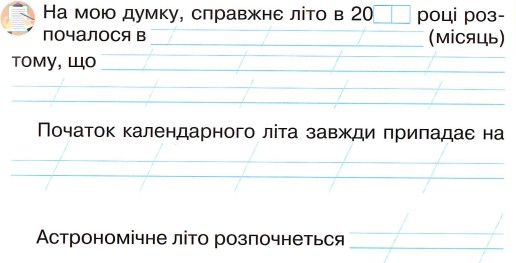 На мою думку, справжнє літо в 20 році роз-
почалося в (місяць)
тому, що
Початок календарного літа завжди припадає на
Астрономічне літо розпочнеться